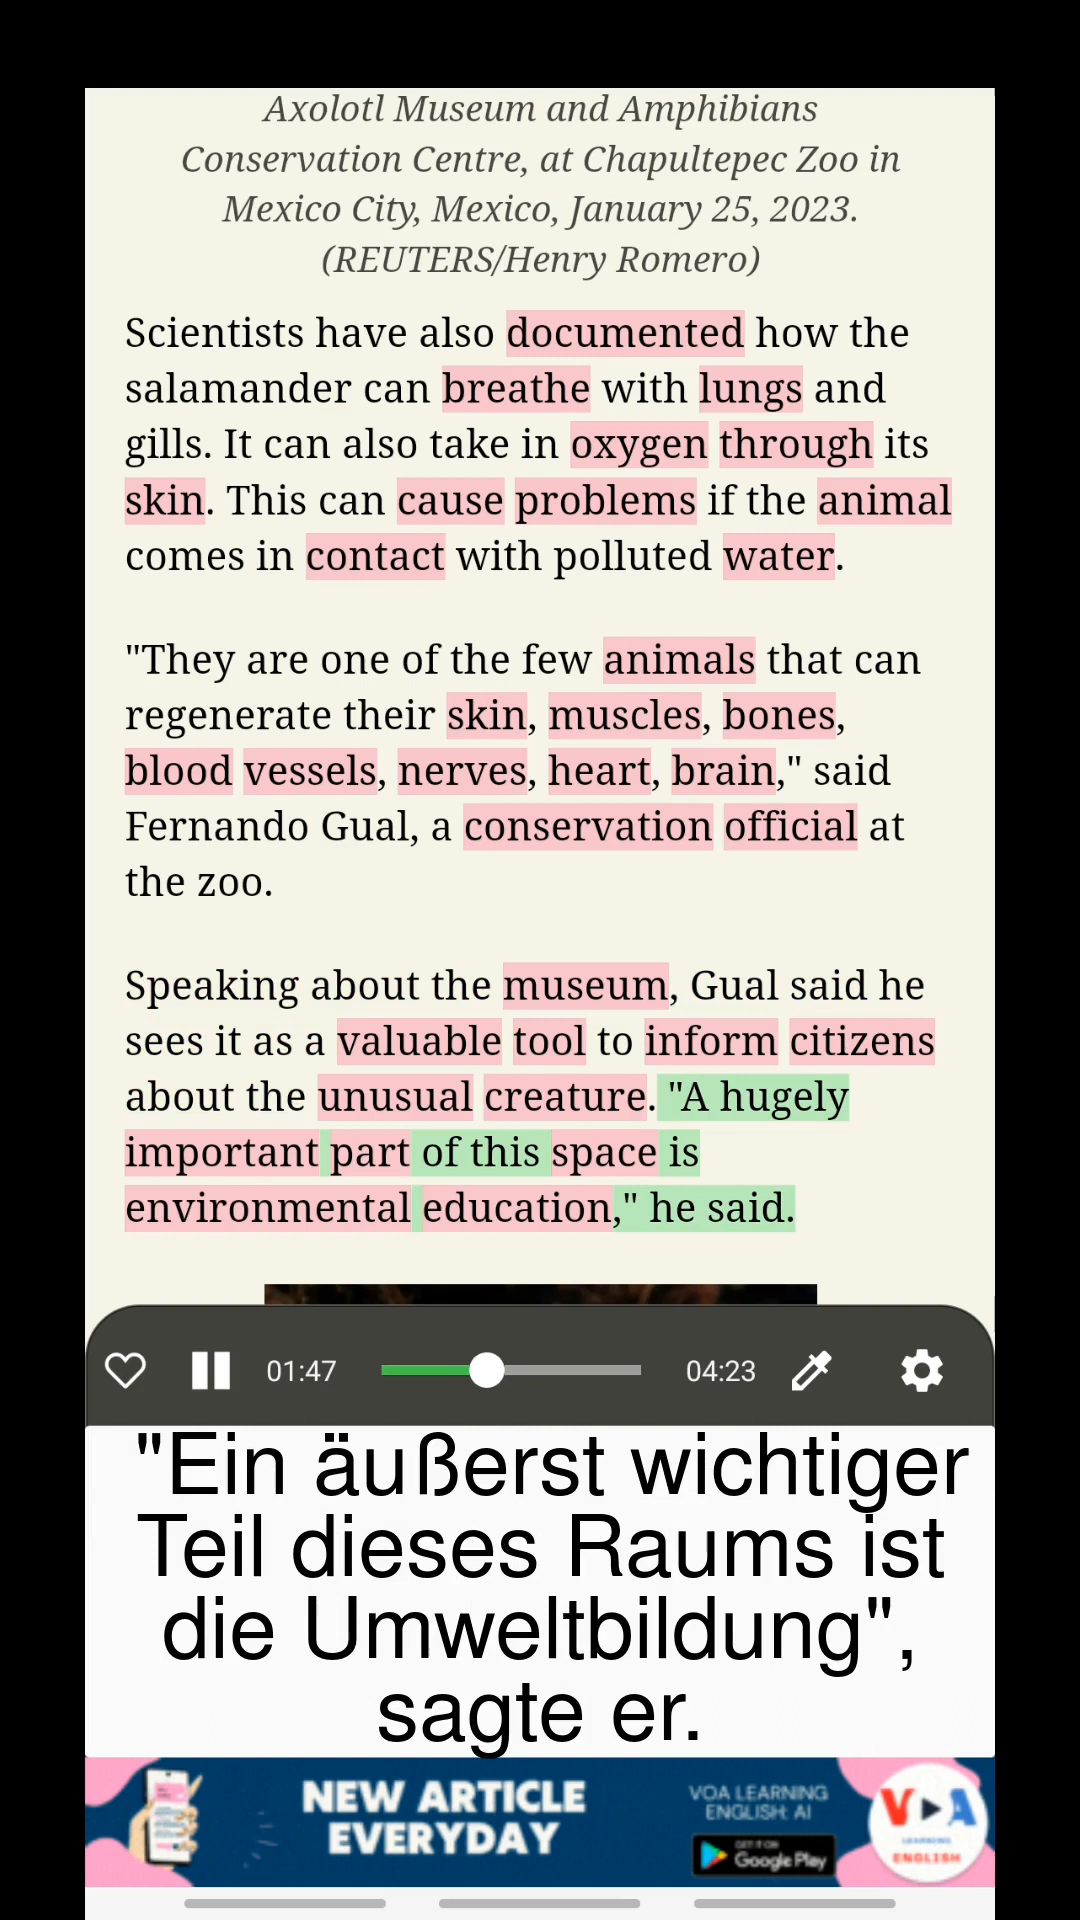 Axolotl Museum and Amphibians
Conservation Centre, at Chapultepec Zoo in
Mexico City, Mexico, January 25, 2023.
(REUTERS/Henry Romero)
Scientists have also documented how the
salamander can breathe with lungs and
gills. It can also take in oxygen through its
skin. This can cause problems if the animal
comes in contact with polluted water.
"They are one of the few animals that can
regenerate their skin, muscles, bones,
blood vessels, nerves, heart, brain," said
Fernando Gual, a conservation official at
the zoo.
Speaking about the museum, Gual said he
sees it as a valuable tool to inform citizens
about the unusual creature. "A hugely
important part of this space is
environmental education," he said.
01:47 04:23
"Ein äußerst wichtiger
Teil dieses Raums ist
die Umweltbildung",
sagte er.
NEW ARTICLE
EVERYDAY
VOA LEARNING
ENGLISH: AI
GET IT ON
Google Play
VOA
LEARNING
ENGLISH